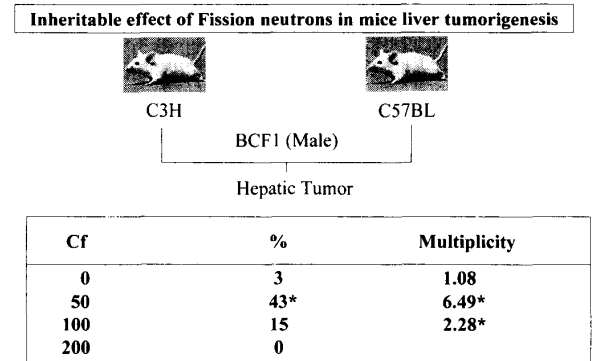 Inheritable effect of Fission neutrons in mice liver tumorigenesis
C3H C57BL
BCF1 (Male)
Hepatic Tumor
Cf % Multiplicity
0 3 1.08
50 43* 6.49*
100 15 2.28*
200 0